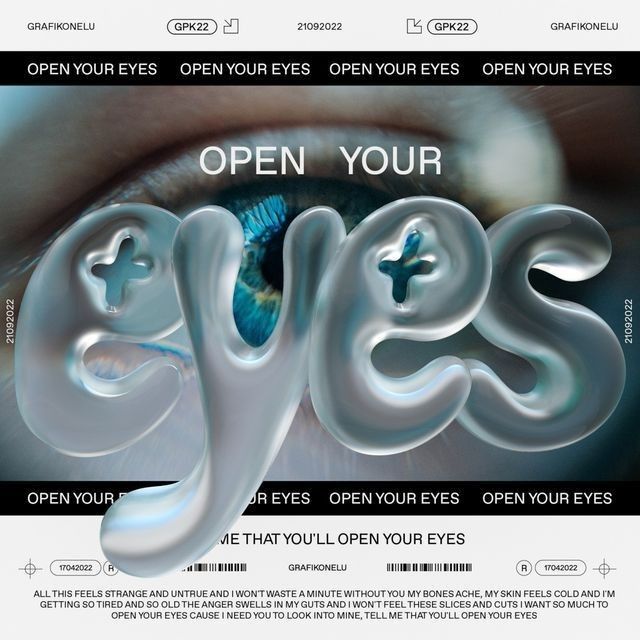 GRAFIKONELU GPK22 21092022 GPK22 GRAFIKONELU
OPEN YOUR EYES OPEN YOUR EYES OPEN YOUR EYES OPEN YOUR EYES
OPEN YOUR
eyes
21092022
21092022
OPEN YOUR R EYES OPEN YOUR EYES OPEN YOUR EYES
ME THAT YOU'LL OPEN YOUR EYES
17042022 R GRAFIKONELU R 17042022
ALL THIS FEELS STRANGE AND UNTRUE AND I WON'T WASTE A MINUTE WITHOUT YOU MY BONES ACHE, MY SKIN FEELS COLD AND I'M
GETTING SO TIRED AND SO OLD THE ANGER SWELLS IN MY GUTS AND I WON'T FEEL THESE SLICES AND CUTS I WANT SO MUCH TO
OPEN YOUR EYES CAUSE I NEED YOU TO LOOK INTO MINE, TELL ME THAT YOU'LL OPEN YOUR EYES